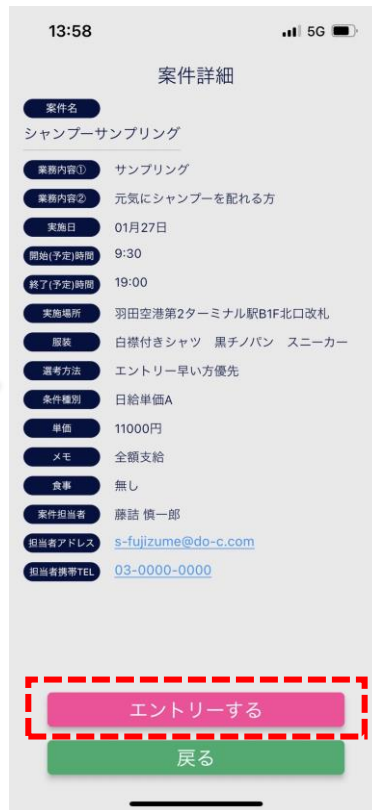 13:58
5G
案件詳細
案件名
シャンプーサンプリング
業務内容① サンプリング
業務内容② 元気にシャンプーを配れる方
実施日 01月27日
開始(予定)時間 9:30
終了(予定)時間 19:00
実施場所 羽田空港第2ターミナル駅B1F北口改札
服装 白襟付きシャツ 黒チノパン スニーカー
選考方法 エントリー早い方優先
条件種別 日給単価A
単価 11000円
メモ 全額支給
食事 無し
案件担当者 藤詰 慎一郎
担当者アドレス s-fujizume@do-c.com
担当者携帯TEL 03-0000-0000
エントリーする
戻る